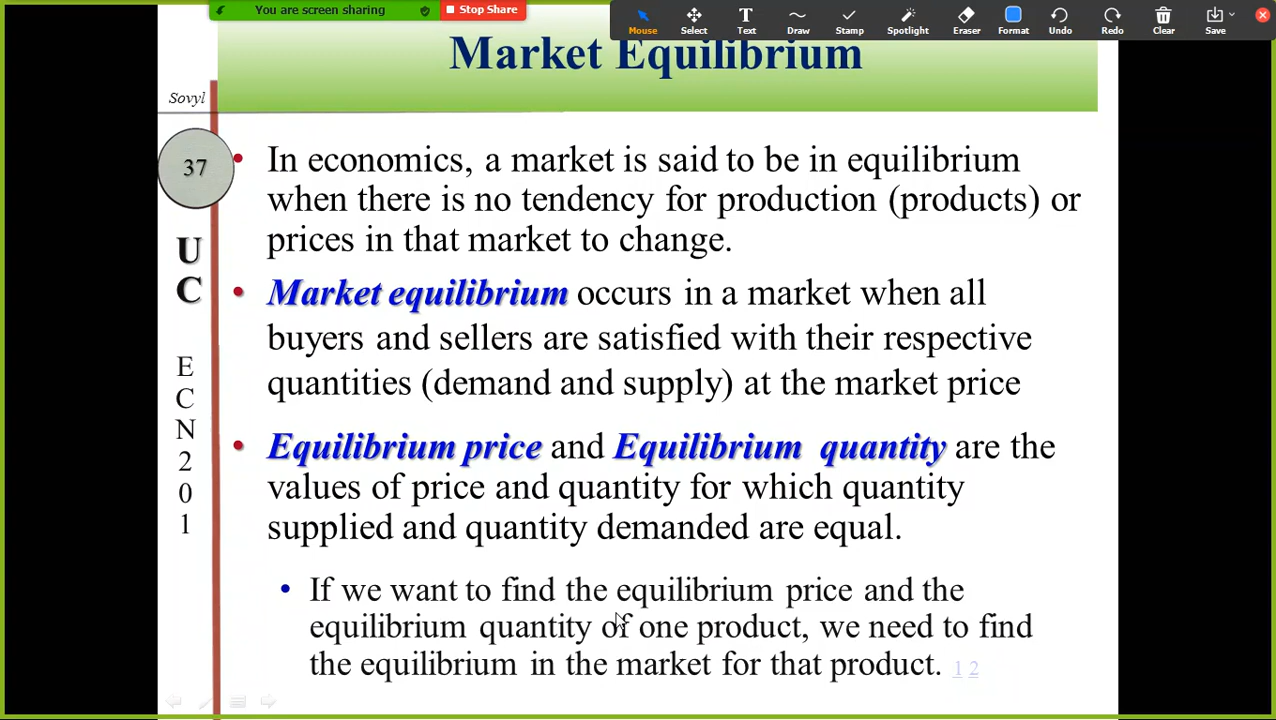 You are screen sharing
Stop Share
Mouse
Select
Text
Draw
Stamp
Spotlight
Eraser
Format
Undo
Redo
Clear
Save
Market Equilibrium
Sovyl
37
U
C
E
C
N
2
0
1
• In economics, a market is said to be in equilibrium
when there is no tendency for production (products) or
prices in that market to change.
• Market equilibrium occurs in a market when all
buyers and sellers are satisfied with their respective
quantities (demand and supply) at the market price
• Equilibrium price and Equilibrium quantity are the
values of price and quantity for which quantity
supplied and quantity demanded are equal.
• If we want to find the equilibrium price and the
equilibrium quantity of one product, we need to find
the equilibrium in the market for that product. 1 2